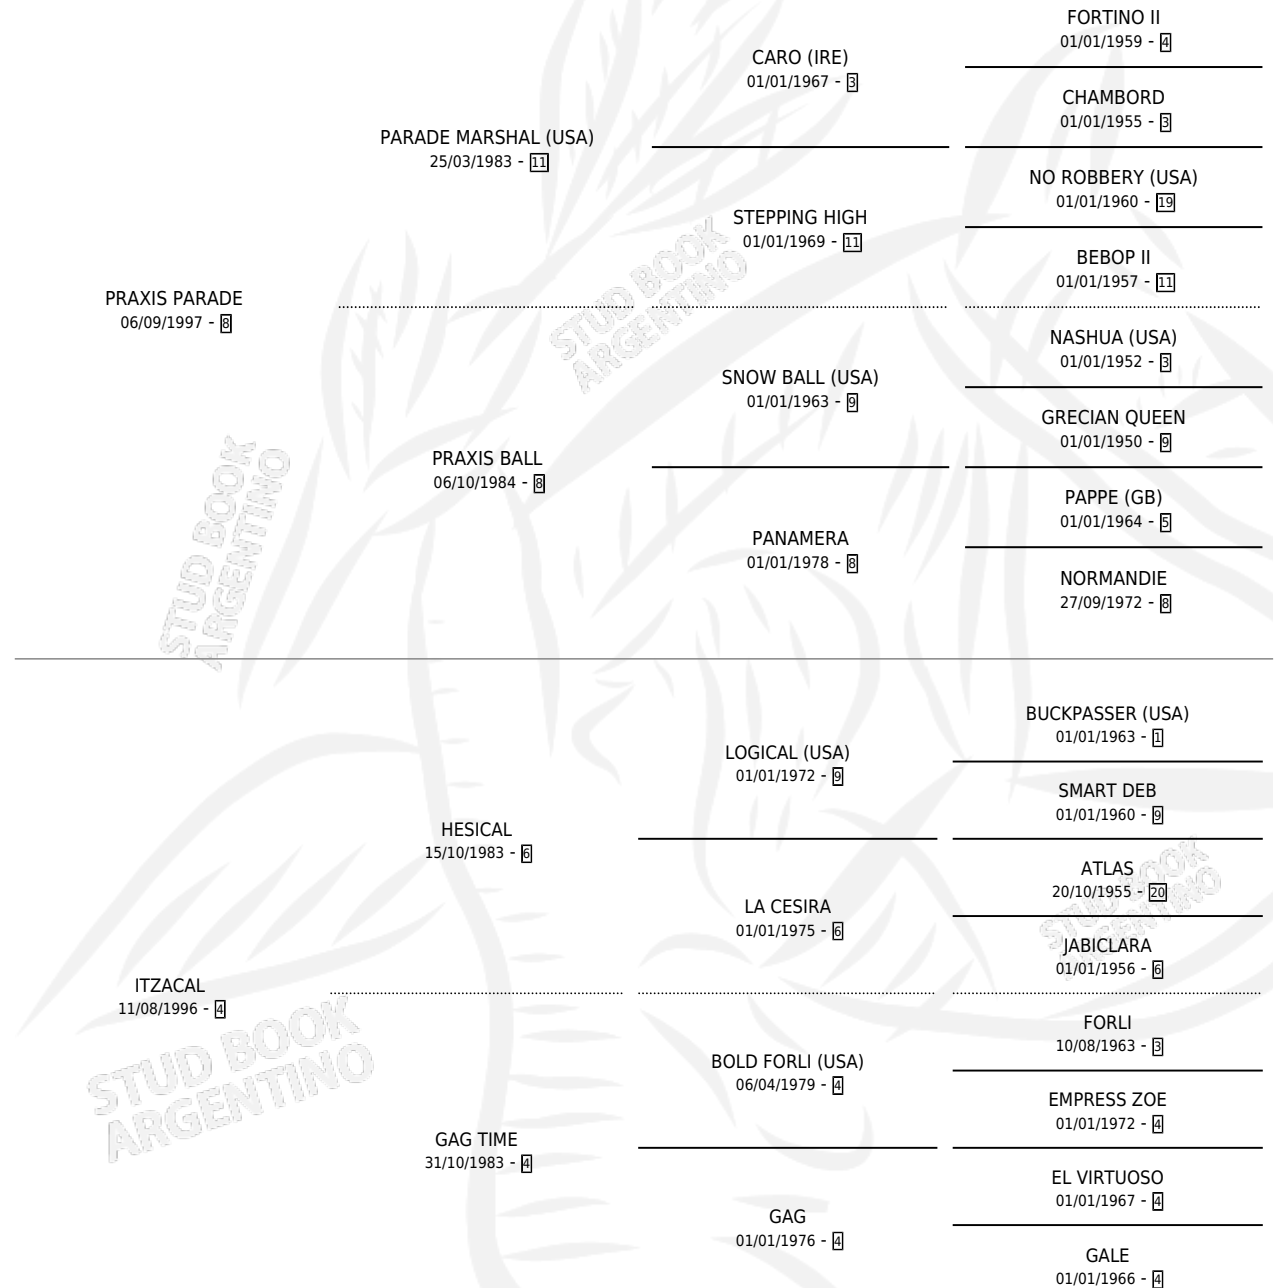 FORTINO II
01/01/1959 - 4
CARO (IRE)
01/01/1967 - 3
CHAMBORD
01/01/1955 - 3
PARADE MARSHAL (USA)
25/03/1983 - 11
NO ROBBERY (USA)
01/01/1960 - 19
STEPPING HIGH
01/01/1969 - 11
BEBOP II
01/01/1957 - 11
PRAXIS PARADE
06/09/1997 - 8
NASHUA (USA)
01/01/1952 - 3
SNOW BALL (USA)
01/01/1963 - 9
GRECIAN QUEEN
01/01/1950 - 9
PRAXIS BALL
06/10/1984 - 8
PAPPE (GB)
01/01/1964 - 5
PANAMERA
01/01/1978 - 8
NORMANDIE
27/09/1972 - 8
STUD BOOK
ARGENTINO
STUD BOOK
ARGENTINO
BUCKPASSER (USA)
01/01/1963 - 1
LOGICAL (USA)
01/01/1972 - 9
SMART DEB
01/01/1960 - 9
HESICAL
15/10/1983 - 6
ATLAS
20/10/1955 - 20
LA CESIRA
01/01/1975 - 6
JABICLARA
01/01/1956 - 6
ITZACAL
11/08/1996 - 4
FORLI
10/08/1963 - 3
BOLD FORLI (USA)
06/04/1979 - 4
EMPRESS ZOE
01/01/1972 - 4
GAG TIME
31/10/1983 - 4
EL VIRTUOSO
01/01/1967 - 4
GAG
01/01/1976 - 4
GALE
01/01/1966 - 4
STUD BOOK
ARGENTINO
STUD BOOK
ARGENTINO